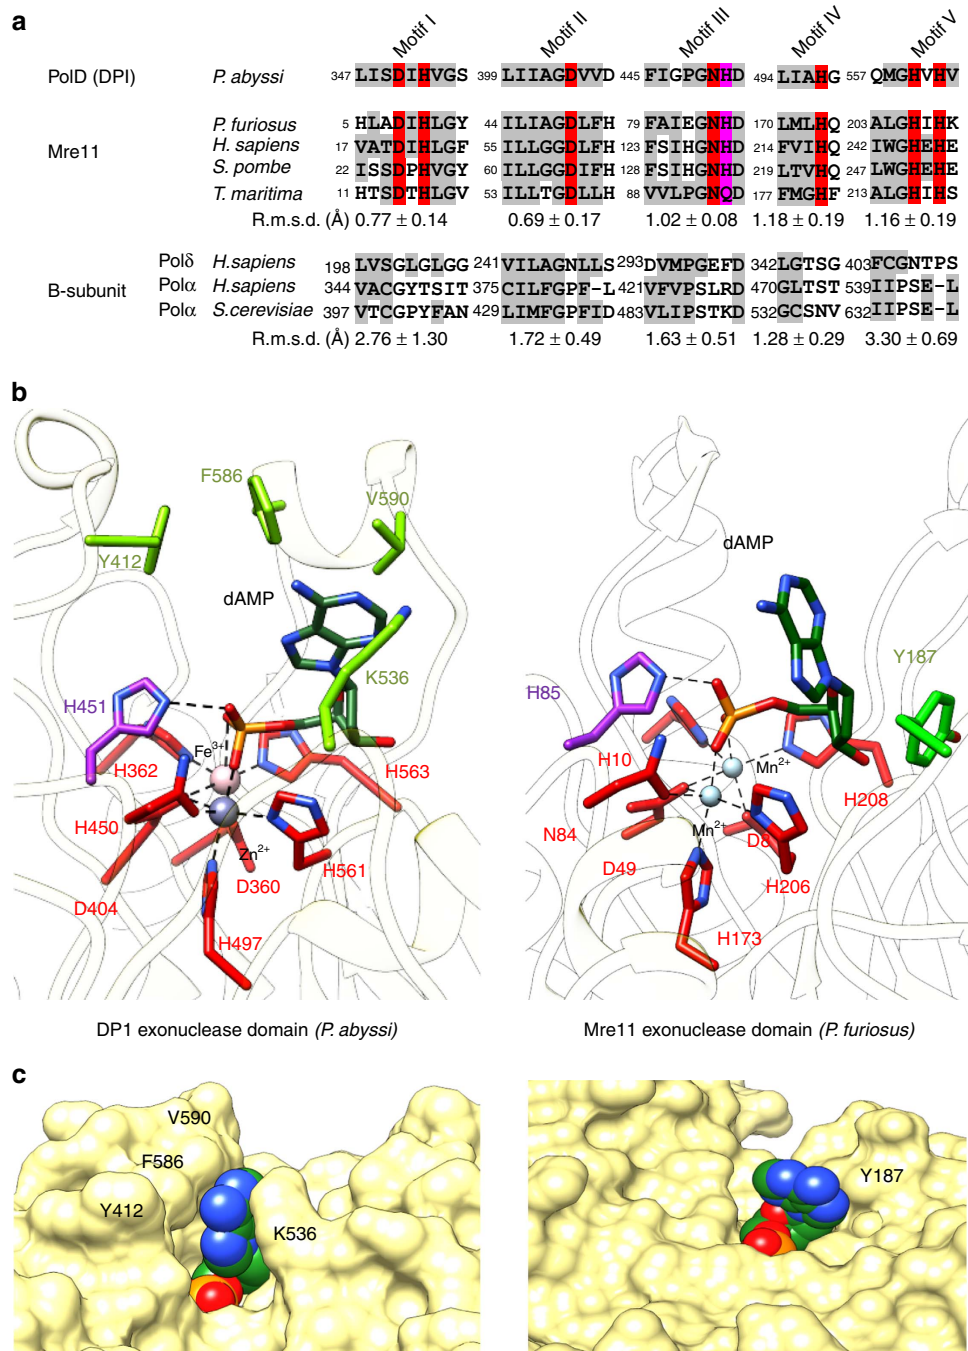 a
Motif I Motif II Motif III Motif IV Motif V
PolD (DPI) P. abyssi 347 LISDIHVGS 399 LIIAGDVVD 445 FIGPGNHD 494 LIAHG 557 QMGHVHV
P. furiosus 5 HLADIHLGY 44 ILIAGDLFH 79 FAIEGNHD 170 LMLHQ 203 ALGHIHK
Mre11 H. sapiens 17 VATDIHLGF 55 ILLGGDLFH 123 FSIHGNHD 214 FVIHQ 242 IWGHEHE
S. pombe 22 ISSDPHVGY 60 ILLGGDIFH 128 FSIHGNHD 219 LTVHQ 247 LWGHEHE
T. maritima 11 HTSDTHLGV 53 ILLTGDLLH 88 VVLPGNQD 177 FMGHF 213 ALGHIHS
R.m.s.d. (Å) 0.77 ± 0.14 0.69 ± 0.17 1.02 ± 0.08 1.18 ± 0.19 1.16 ± 0.19
Polδ H.sapiens 198 LVSGLGLGG 241 VILAGNLLS 293 DVMPGEFD 342 LGTSG 403 FCGNTPS
B-subunit Polα H.sapiens 344 VACGYTSIT 375 CILFGPF-L 421 VFVPSLRD 470 GLTST 539 IIPSE-L
Polα S.cerevisiae 397 VTCGPYFAN 429 LIMFGPFID 483 VLIPSTKD 532 GCSNV 632 IIPSE-L
R.m.s.d. (Å) 2.76 ± 1.30 1.72 ± 0.49 1.63 ± 0.51 1.28 ± 0.29 3.30 ± 0.69
b
F586
V590
Y412
dAMP
K536
H451
Fe3+
H362
H563
H450
Zn2+
H561
D360
D404
H497
dAMP
Y187
H85
H10
Mn2+
H208
N84
Mn2+
D8
D49
H206
H173
DP1 exonuclease domain (P. abyssi)
Mre11 exonuclease domain (P. furiosus)
c
V590
F586
Y412
K536
Y187